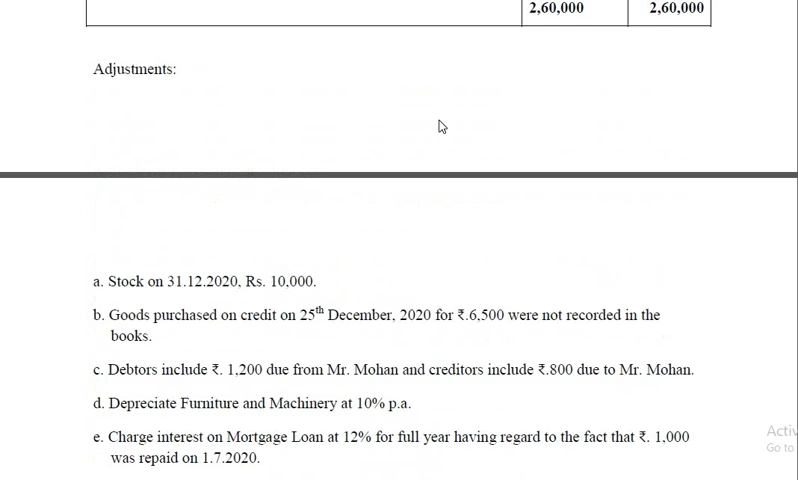 2,60,000 2,60,000
Adjustments:
a. Stock on 31.12.2020, Rs. 10,000.
b. Goods purchased on credit on 25th December, 2020 for ₹.6,500 were not recorded in the
books.
c. Debtors include ₹. 1,200 due from Mr. Mohan and creditors include ₹.800 due to Mr. Mohan.
d. Depreciate Furniture and Machinery at 10% p.a.
Activ
e. Charge interest on Mortgage Loan at 12% for full year having regard to the fact that ₹. 1,000
Go to
was repaid on 1.7.2020.